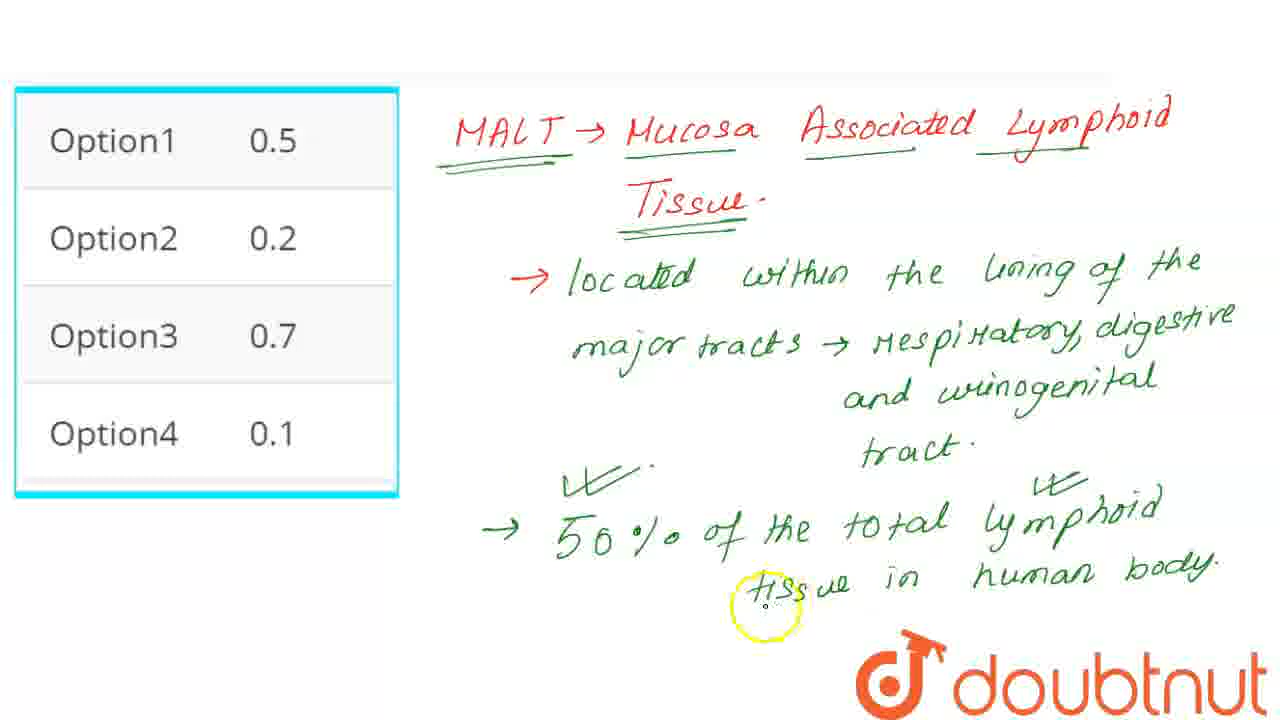 Option1 0.5
Option2 0.2
Option3 0.7
Option4 0.1
MALT → Mucosa Associated Lymphoid
Tissue.
→ located within the lining of the
major tracts → respiratory, digestive
and urinogenital
tract.
→ 50% of the total lymphoid
tissue in human body.
doubtnut